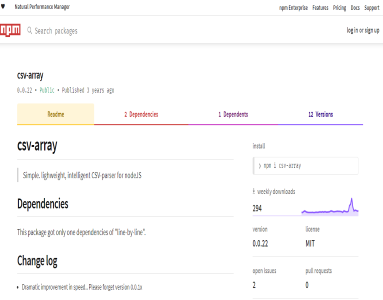 Natural Performance Manager
npm Enterprise Features Pricing Docs Support
npm
Search packages
log in or sign up
csv-array
0.0.22 • Public • Published 3 years ago
Readme
2 Dependencies
1 Dependents
12 Versions
csv-array
Simple, lighweight, intelligent CSV-parser for nodeJS
Dependencies
This package got only one dependencies of "line-by-line".
Change log
Dramatic improvement in speed.. Please forget version 0.0.1x
install
> npm i csv-array
weekly downloads
294
version
license
0.0.22
MIT
open issues
pull requests
2
0